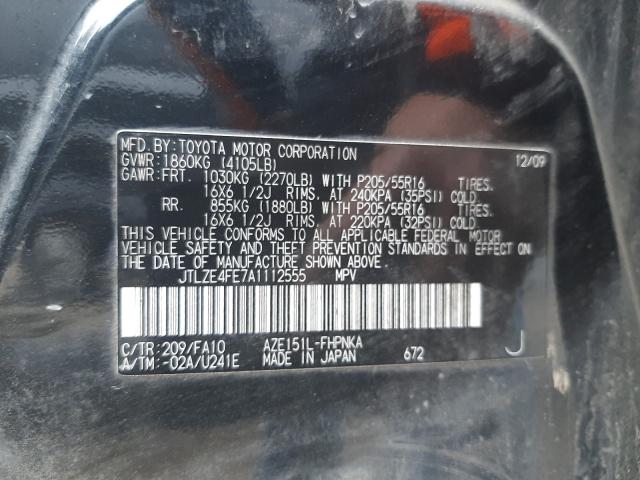 MFD.BY:TOYOTA MOTOR CORPORATION 12/09
GVWR:1860KG (4105LB)
GAWR:FRT. 1030KG (2270LB) WITH P205/55R16 TIRES.
16X6 1/2J RIMS. AT 240KPA (35PSI) COLD.
RR. 855KG (1880LB) WITH P205/55R16 TIRES.
16X6 1/2J RIMS. AT 220KPA (32PSI) COLD.
THIS VEHICLE CONFORMS TO ALL APPLICABLE FEDERAL MOTOR
VEHICLE SAFETY AND THEFT PREVENTION STANDARDS IN EFFECT ON
THE DATE OF MANUFACTURE SHOWN ABOVE.
JTLZE4FE7A1112555 MPV
C/TR:209/FA10 AZE151L-FHPNKA J
A/TM:-02A/U241E MADE IN JAPAN 672